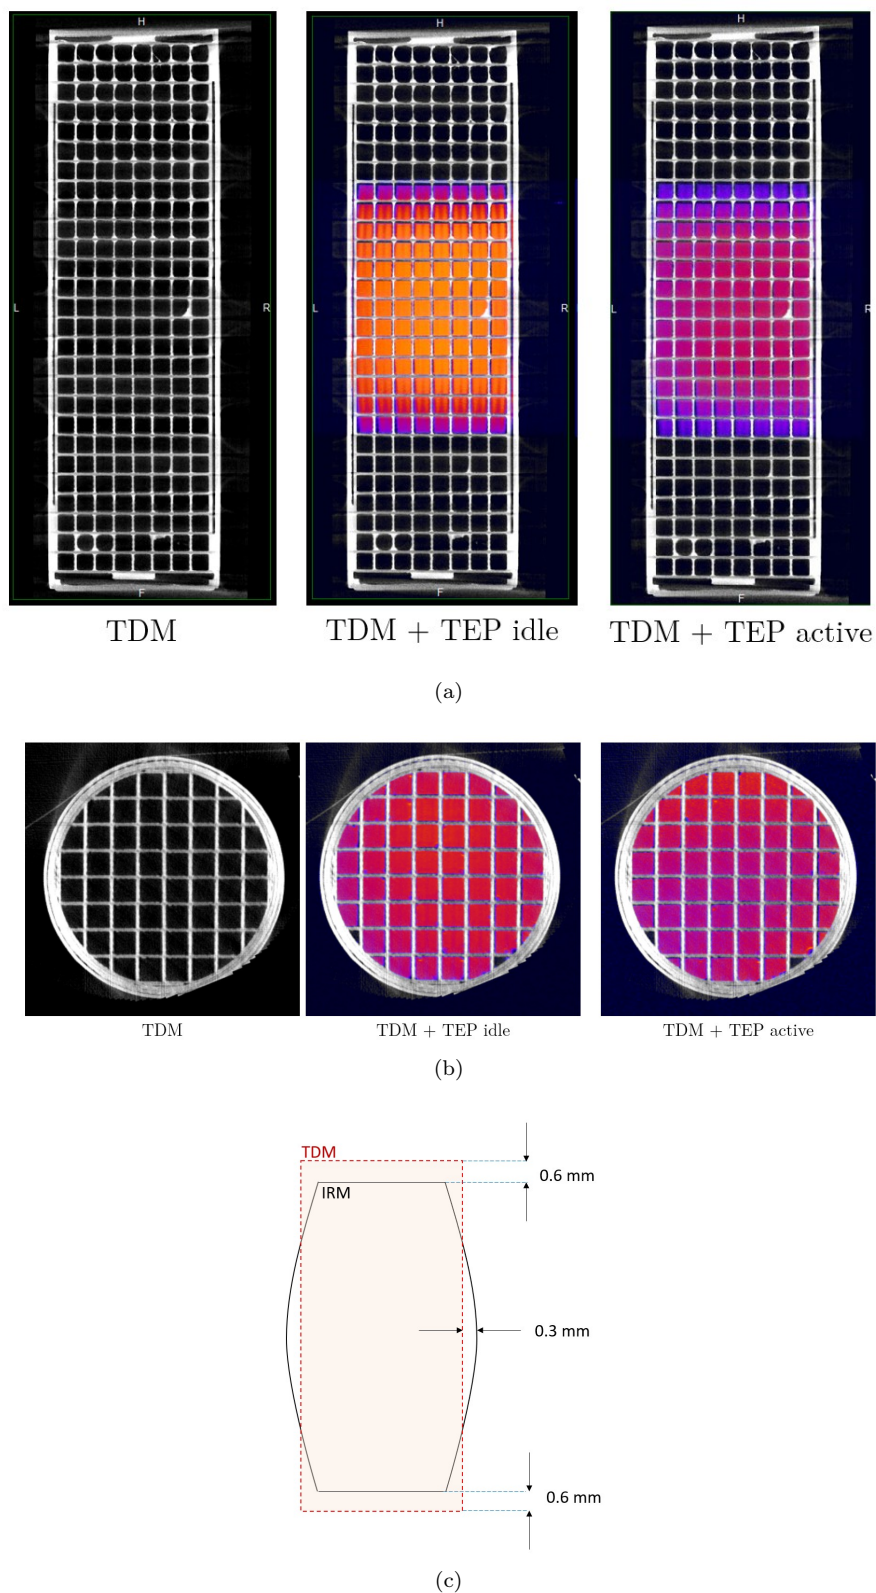 H
H
H
L
R
L
R
L
R
F
F
F
TDM
TDM + TEP idle
TDM + TEP active
(a)
TDM
TDM + TEP idle
TDM + TEP active
(b)
TDM
0.6 mm
IRM
0.3 mm
0.6 mm
(c)